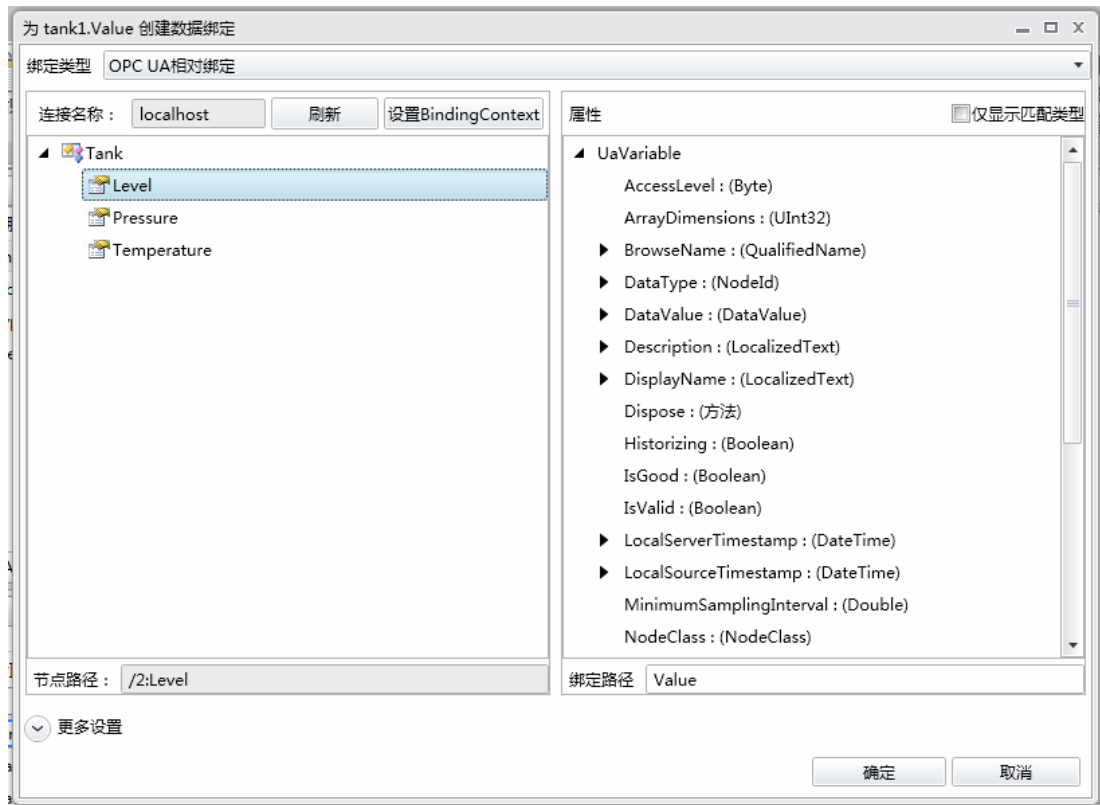 为 tank1.Value 创建数据绑定
绑定类型 OPC UA相对绑定
连接名称： localhost 刷新 设置BindingContext
Tank
Level
Pressure
Temperature
节点路径： /2:Level
属性 仅显示匹配类型
UaVariable
AccessLevel : (Byte)
ArrayDimensions : (UInt32)
BrowseName : (QualifiedName)
DataType : (NodeId)
DataValue : (DataValue)
Description : (LocalizedText)
DisplayName : (LocalizedText)
Dispose : (方法)
Historizing : (Boolean)
IsGood : (Boolean)
IsValid : (Boolean)
LocalServerTimestamp : (DateTime)
LocalSourceTimestamp : (DateTime)
MinimumSamplingInterval : (Double)
NodeClass : (NodeClass)
绑定路径 Value
更多设置
确定 取消